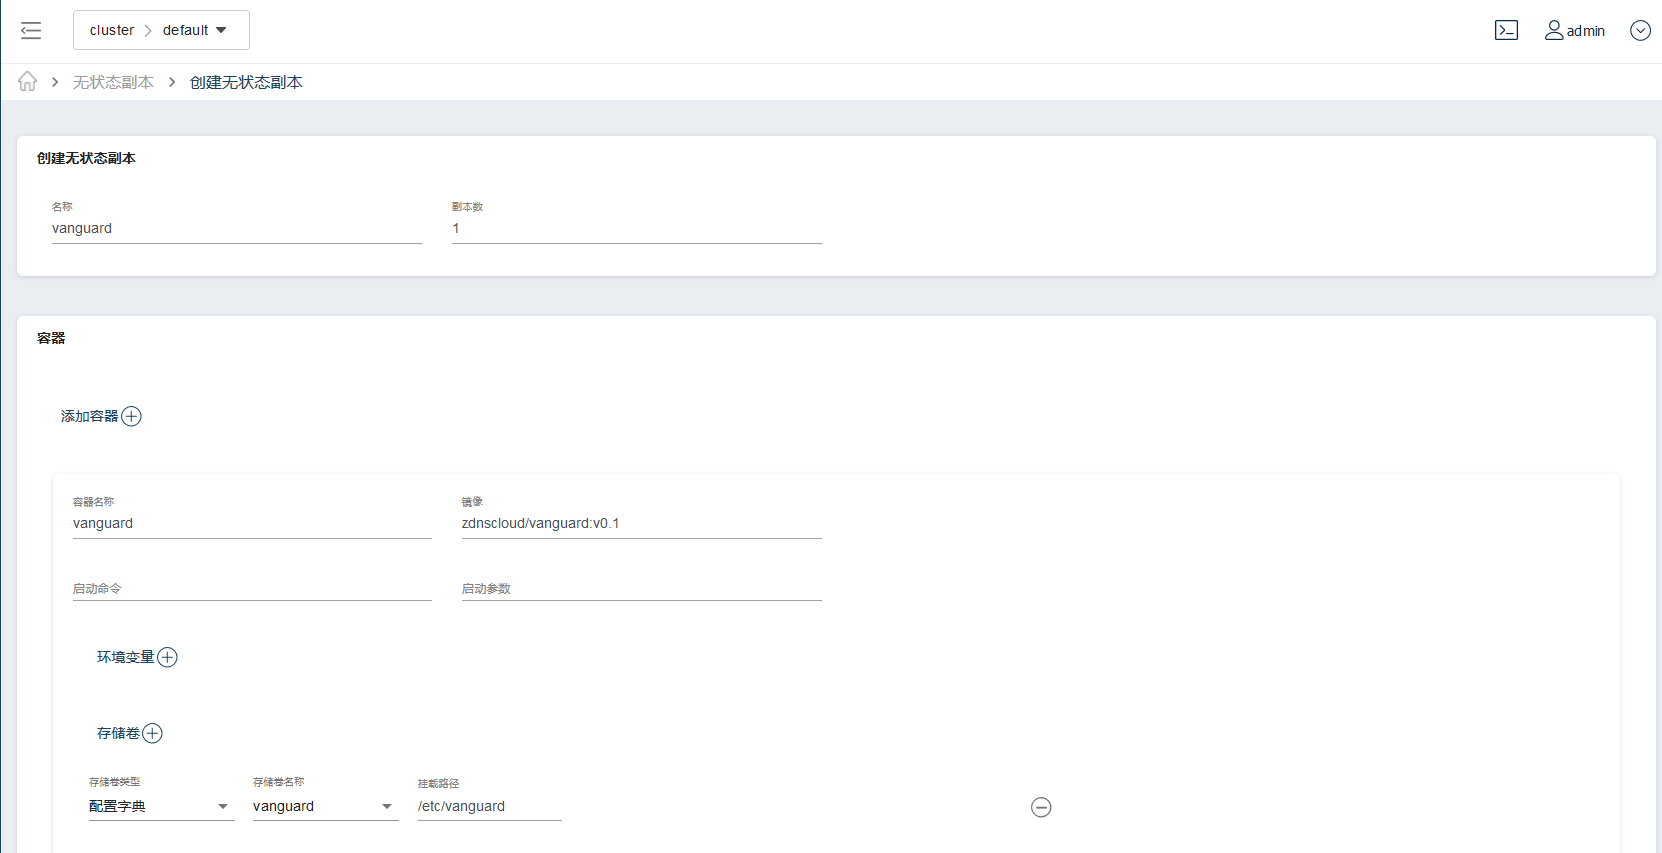 cluster > default
admin
无状态副本 > 创建无状态副本
创建无状态副本
名称
副本数
vanguard
1
容器
添加容器
容器名称
镜像
vanguard
zdnscloud/vanguard:v0.1
启动命令
启动参数
环境变量
存储卷
存储卷类型
存储卷名称
挂载路径
配置字典
vanguard
/etc/vanguard